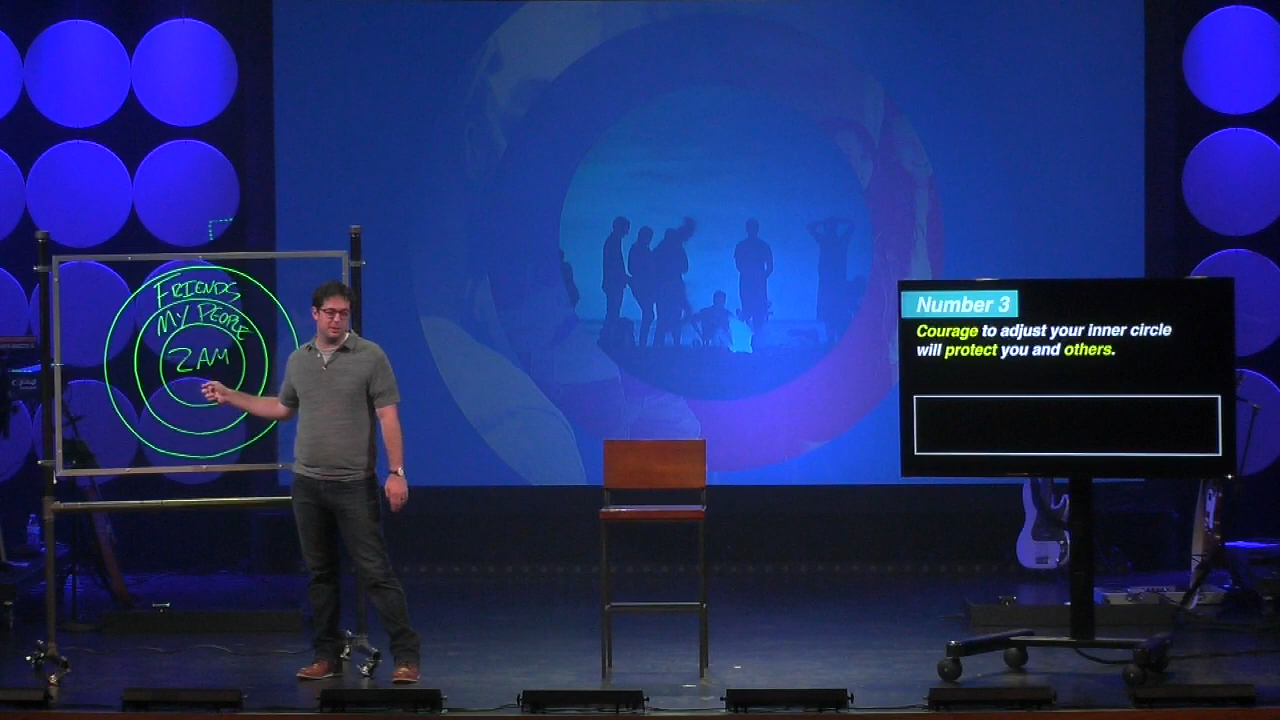 FRIENDS
MY PEOPLE
2AM
Number 3
Courage to adjust your inner circle
will protect you and others.